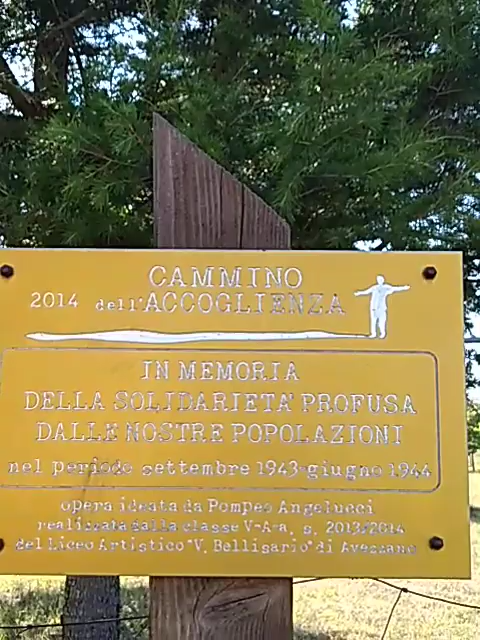 CAMMINO
2014 dell'ACCOGLIENZA
IN MEMORIA
DELLA SOLIDARIETA' PROFUSA
DALLE NOSTRE POPOLAZIONI
nel periodo settembre 1943-giugno 1944
opera ideata da Pompeo Angelucci
realizzata dalla classe V-A-a. s. 2013/2014
del Liceo Artistico "V. Bellisario" di Avezzano